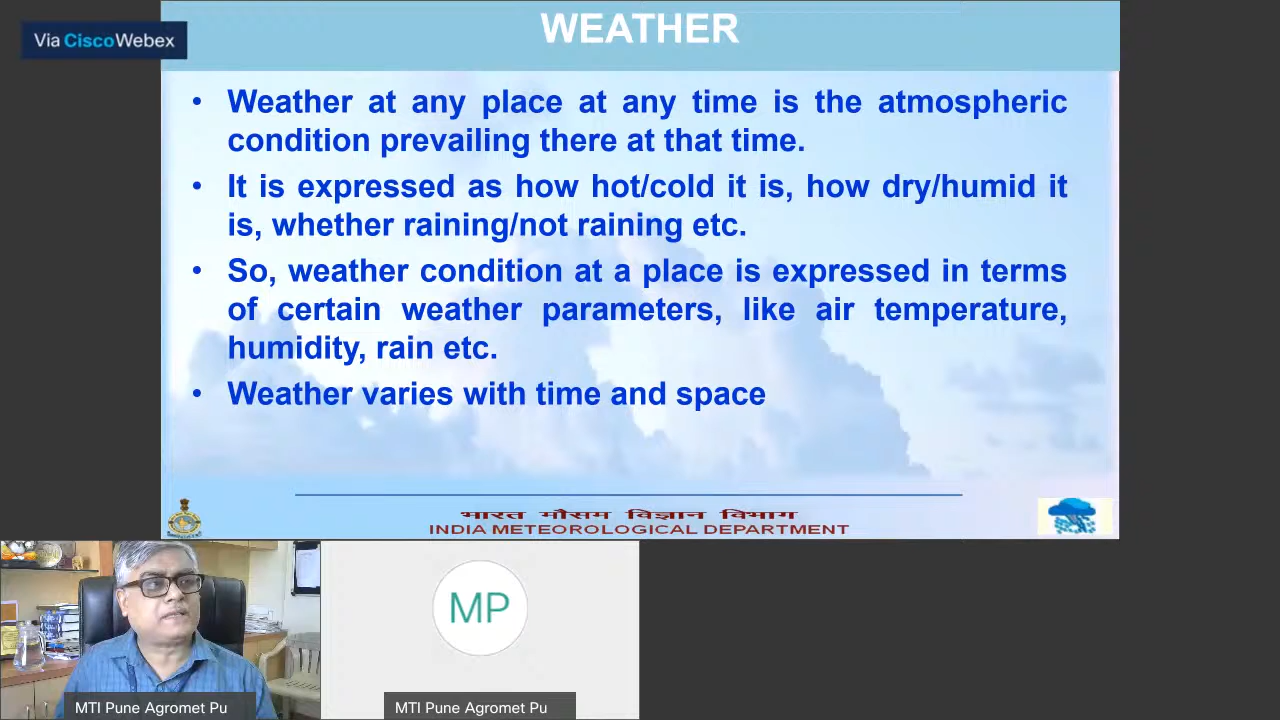 WEATHER
Via Cisco Webex
• Weather at any place at any time is the atmospheric
condition prevailing there at that time.
• It is expressed as how hot/cold it is, how dry/humid it
is, whether raining/not raining etc.
• So, weather condition at a place is expressed in terms
of certain weather parameters, like air temperature,
humidity, rain etc.
• Weather varies with time and space
भारत मौसम विज्ञान विभाग
INDIA METEOROLOGICAL DEPARTMENT
MP
MTI Pune Agromet Pu
MTI Pune Agromet Pu